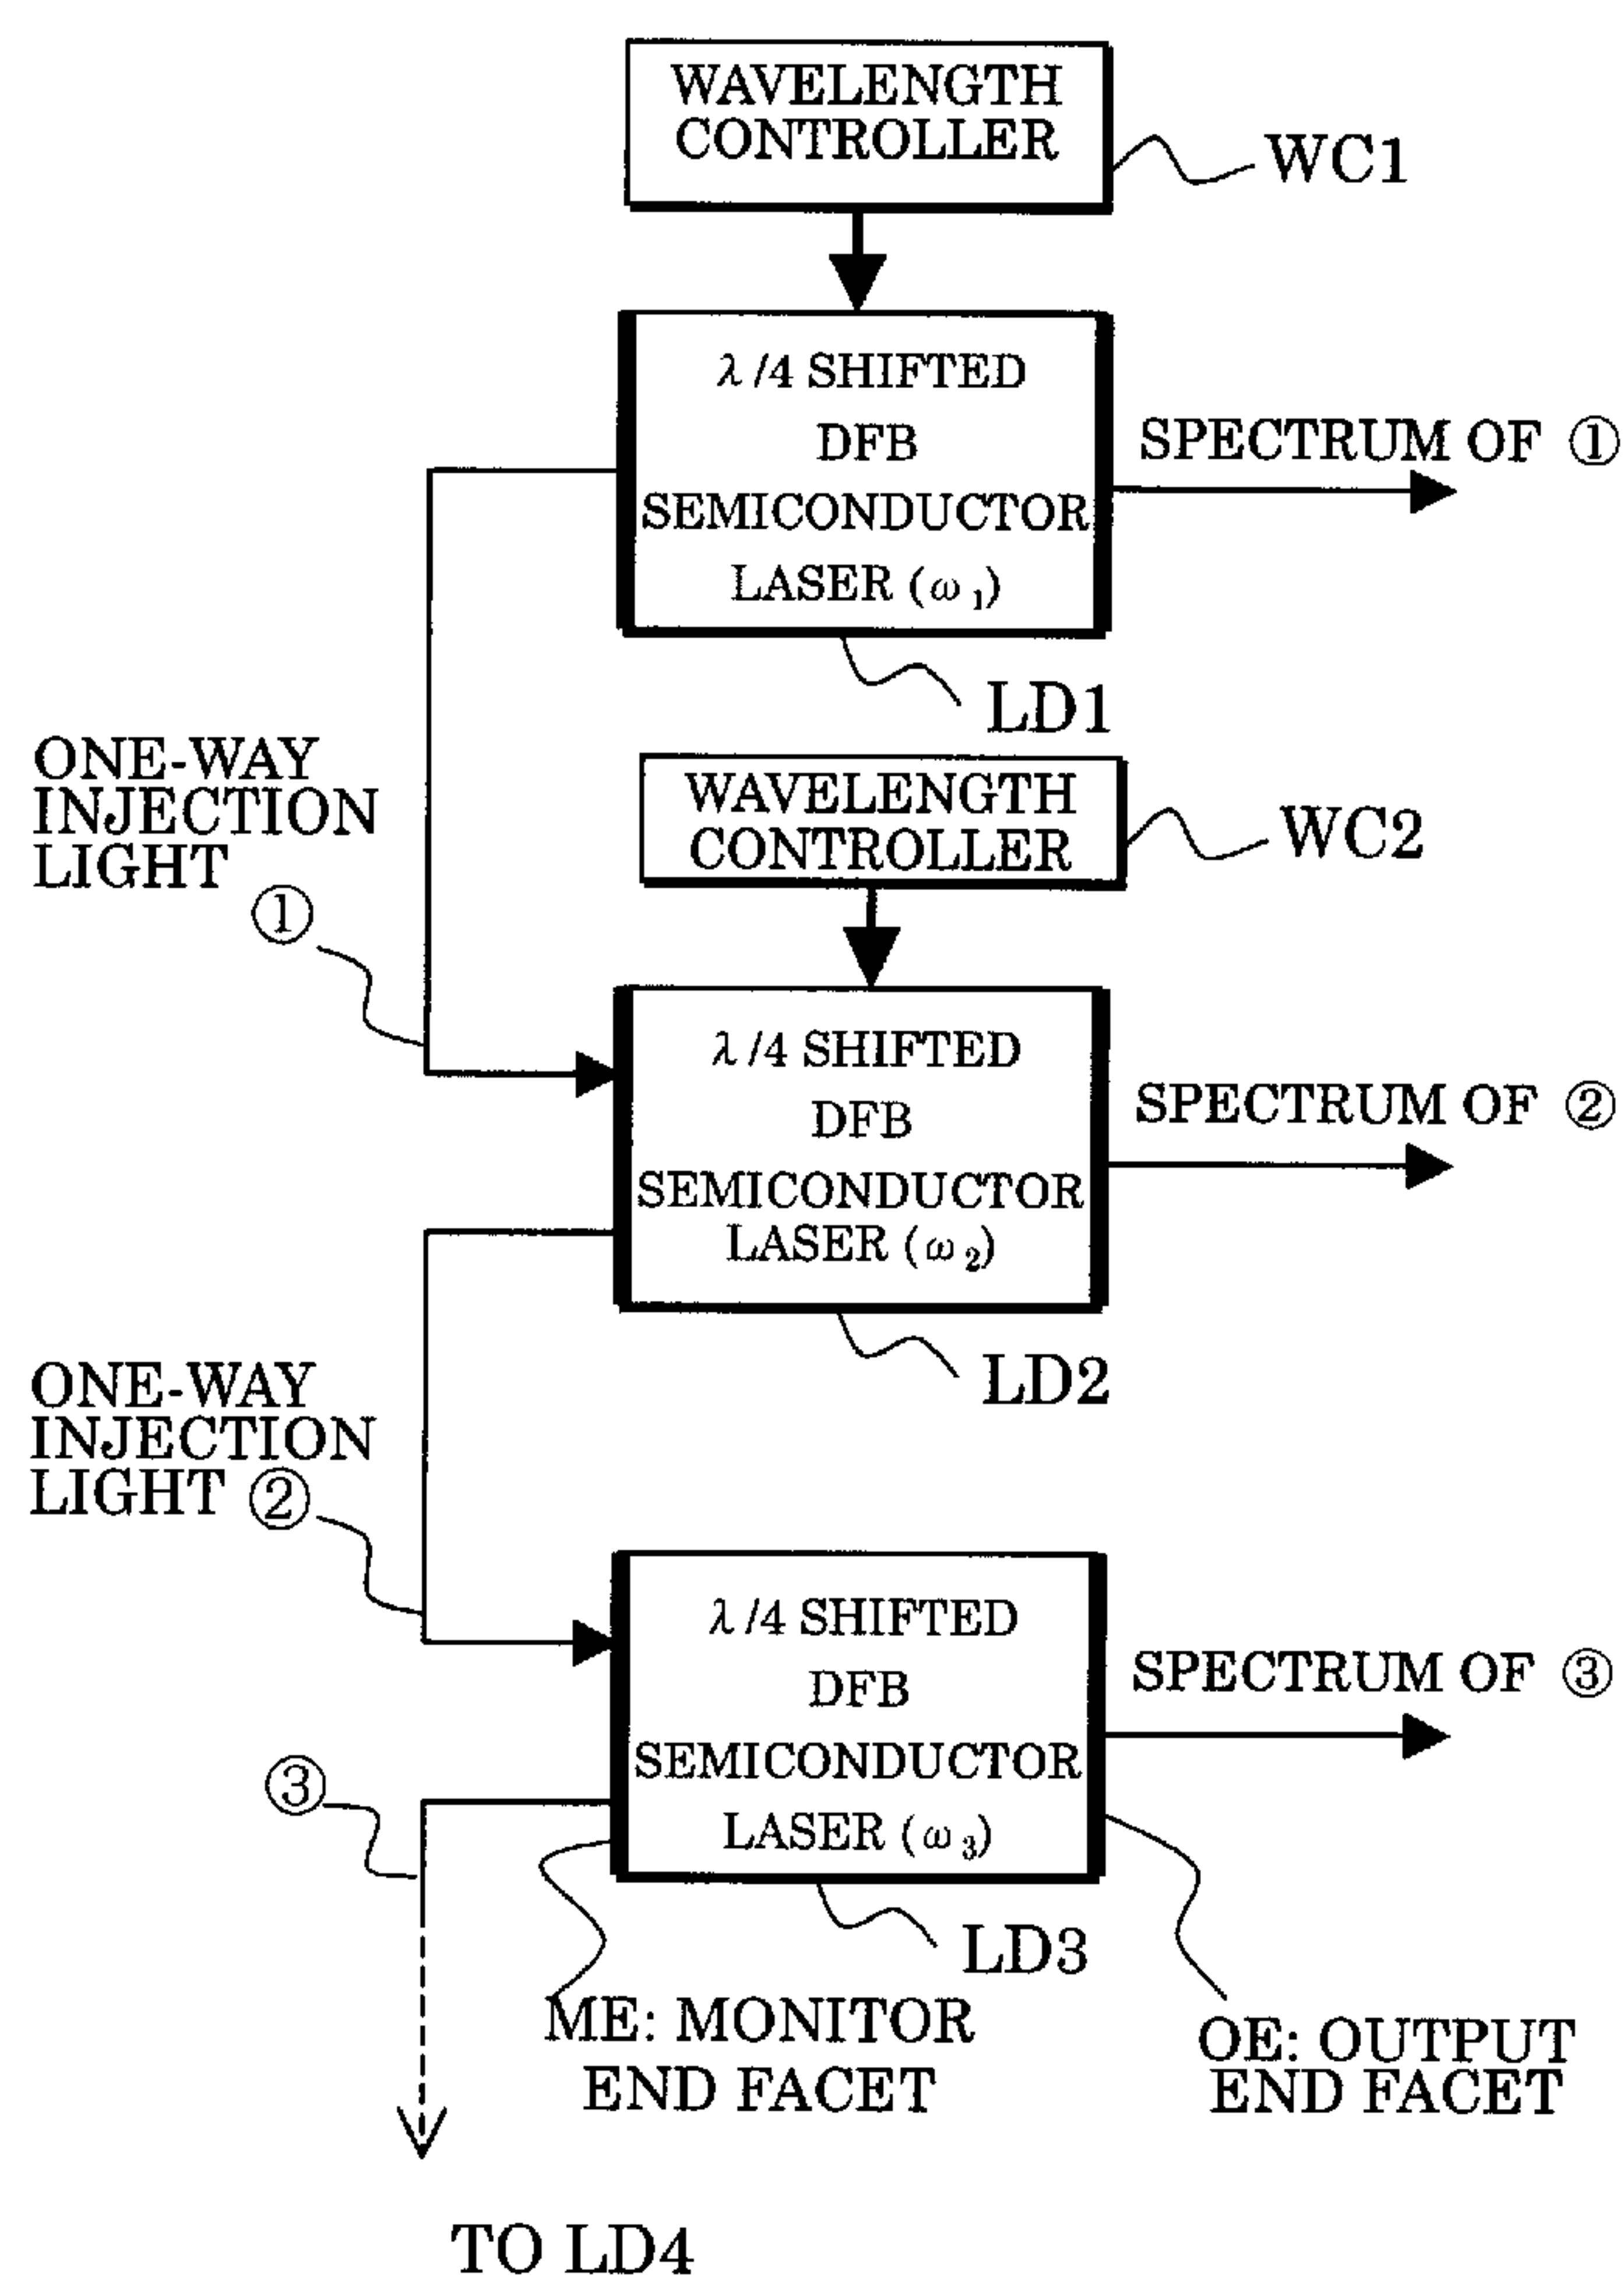 WAVELENGTH
CONTROLLER
WC1
λ/4 SHIFTED
DFB
SEMICONDUCTOR
LASER (ω₁)
SPECTRUM OF ①
LD1
ONE-WAY
INJECTION
LIGHT
①
WAVELENGTH
CONTROLLER
WC2
λ/4 SHIFTED
DFB
SEMICONDUCTOR
LASER (ω₂)
SPECTRUM OF ②
LD2
ONE-WAY
INJECTION
LIGHT ②
λ/4 SHIFTED
DFB
SEMICONDUCTOR
LASER (ω₃)
SPECTRUM OF ③
③
LD3
ME: MONITOR
END FACET
OE: OUTPUT
END FACET
TO LD4